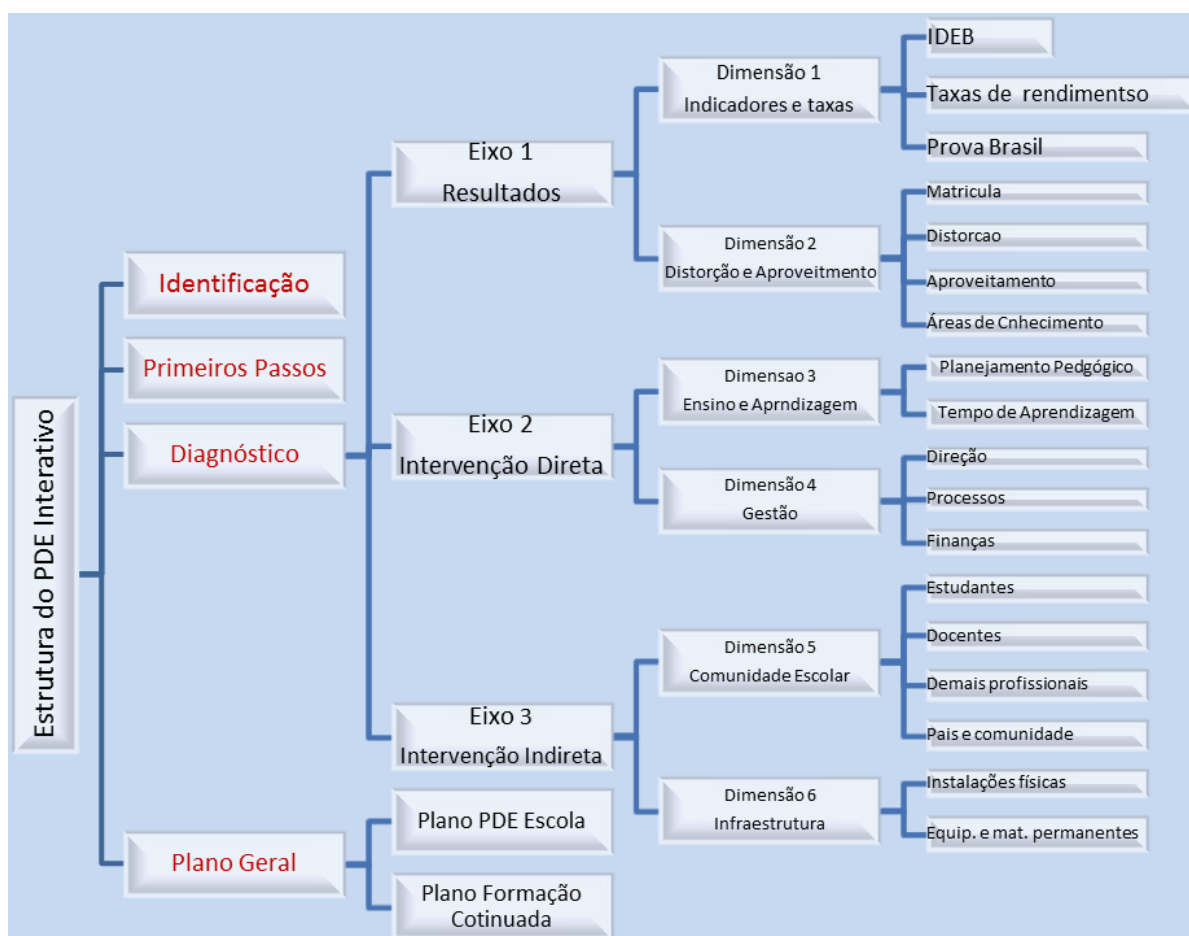 Estrutura do PDE Interativo
Identificação
Primeiros Passos
Diagnóstico
Eixo 1
Resultados
Dimensão 1
Indicadores e taxas
IDEB
Taxas de rendimentso
Prova Brasil
Dimensão 2
Distorção e Aproveitmento
Matricula
Distorcao
Aproveitamento
Áreas de Cnhecimento
Eixo 2
Intervenção Direta
Dimensao 3
Ensino e Aprndizagem
Planejamento Pedgógico
Tempo de Aprendizagem
Dimensão 4
Gestão
Direção
Processos
Finanças
Eixo 3
Intervenção Indireta
Dimensão 5
Comunidade Escolar
Estudantes
Docentes
Demais profissionais
Pais e comunidade
Dimensão 6
Infraestrutura
Instalações físicas
Equip. e mat. permanentes
Plano Geral
Plano PDE Escola
Plano Formação
Cotinuada